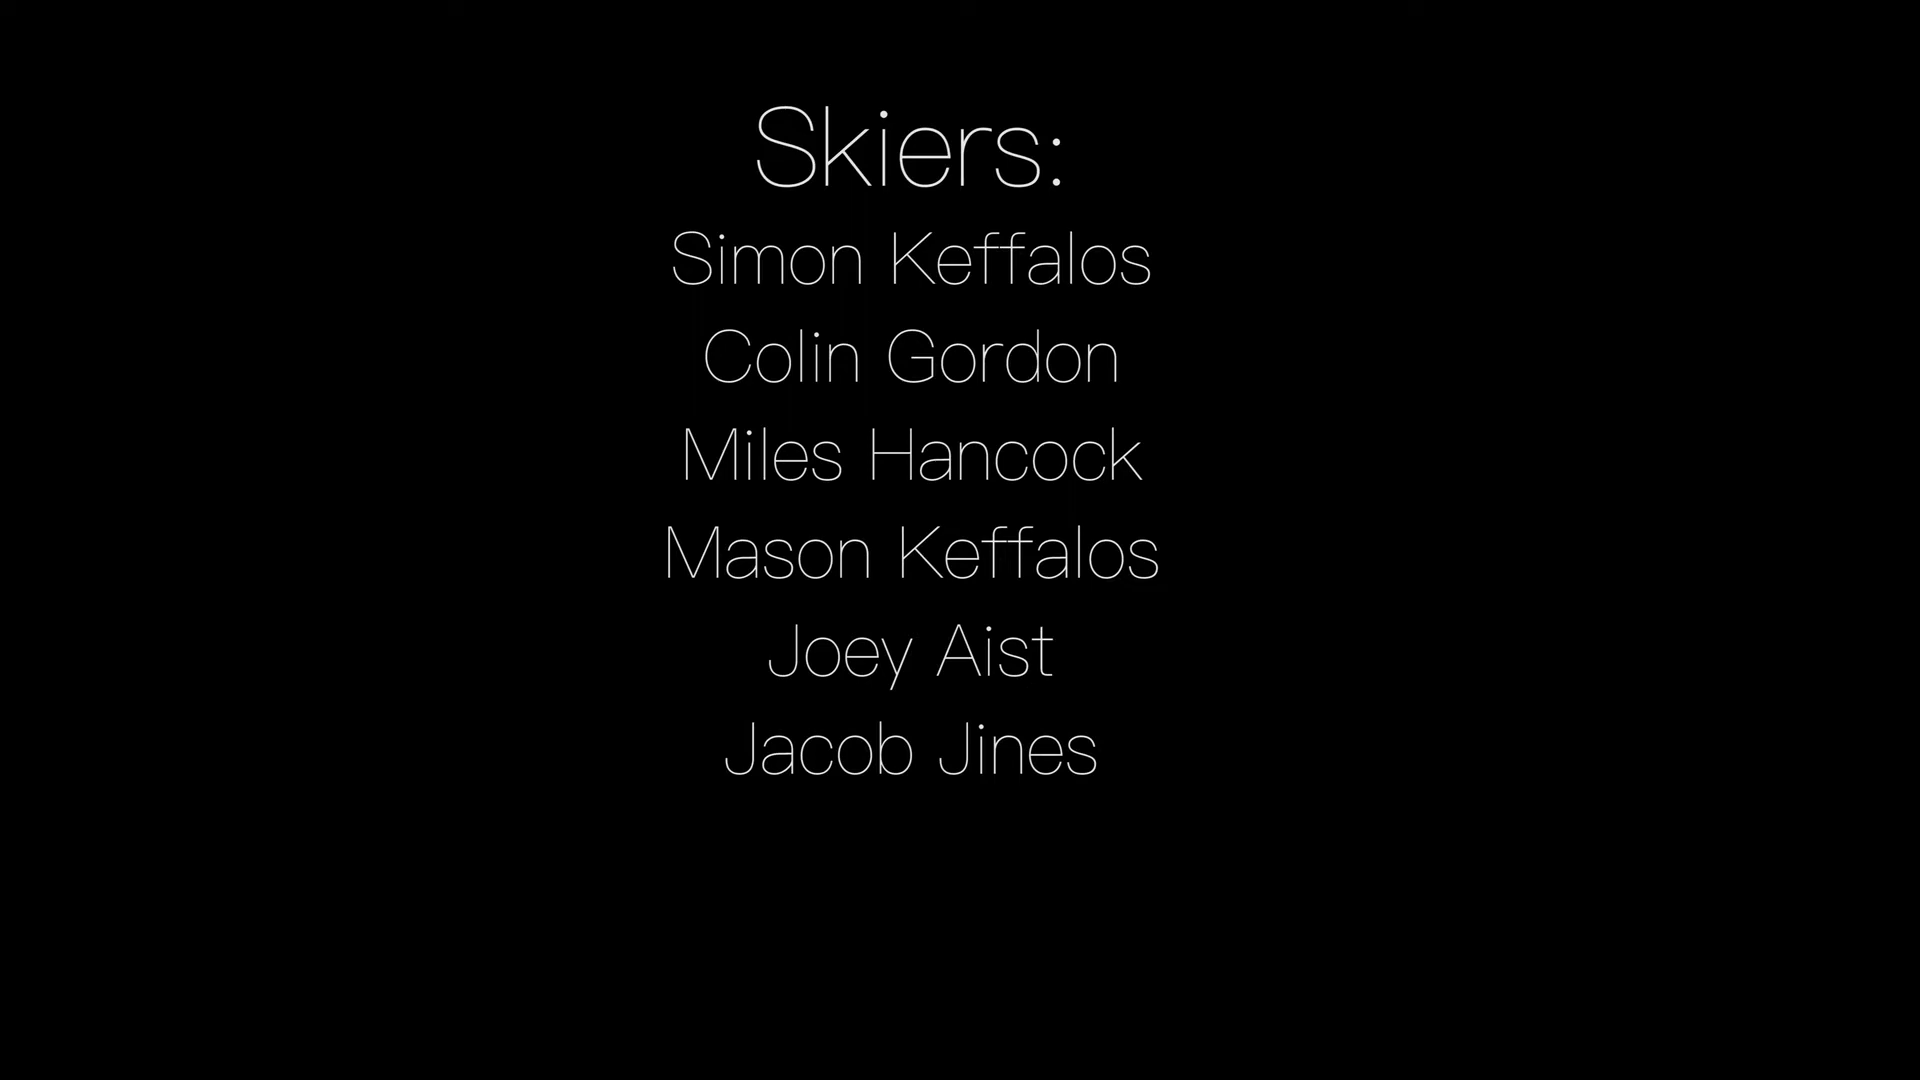 Skiers:
Simon Keffalos
Colin Gordon
Miles Hancock
Mason Keffalos
Joey Aist
Jacob Jines